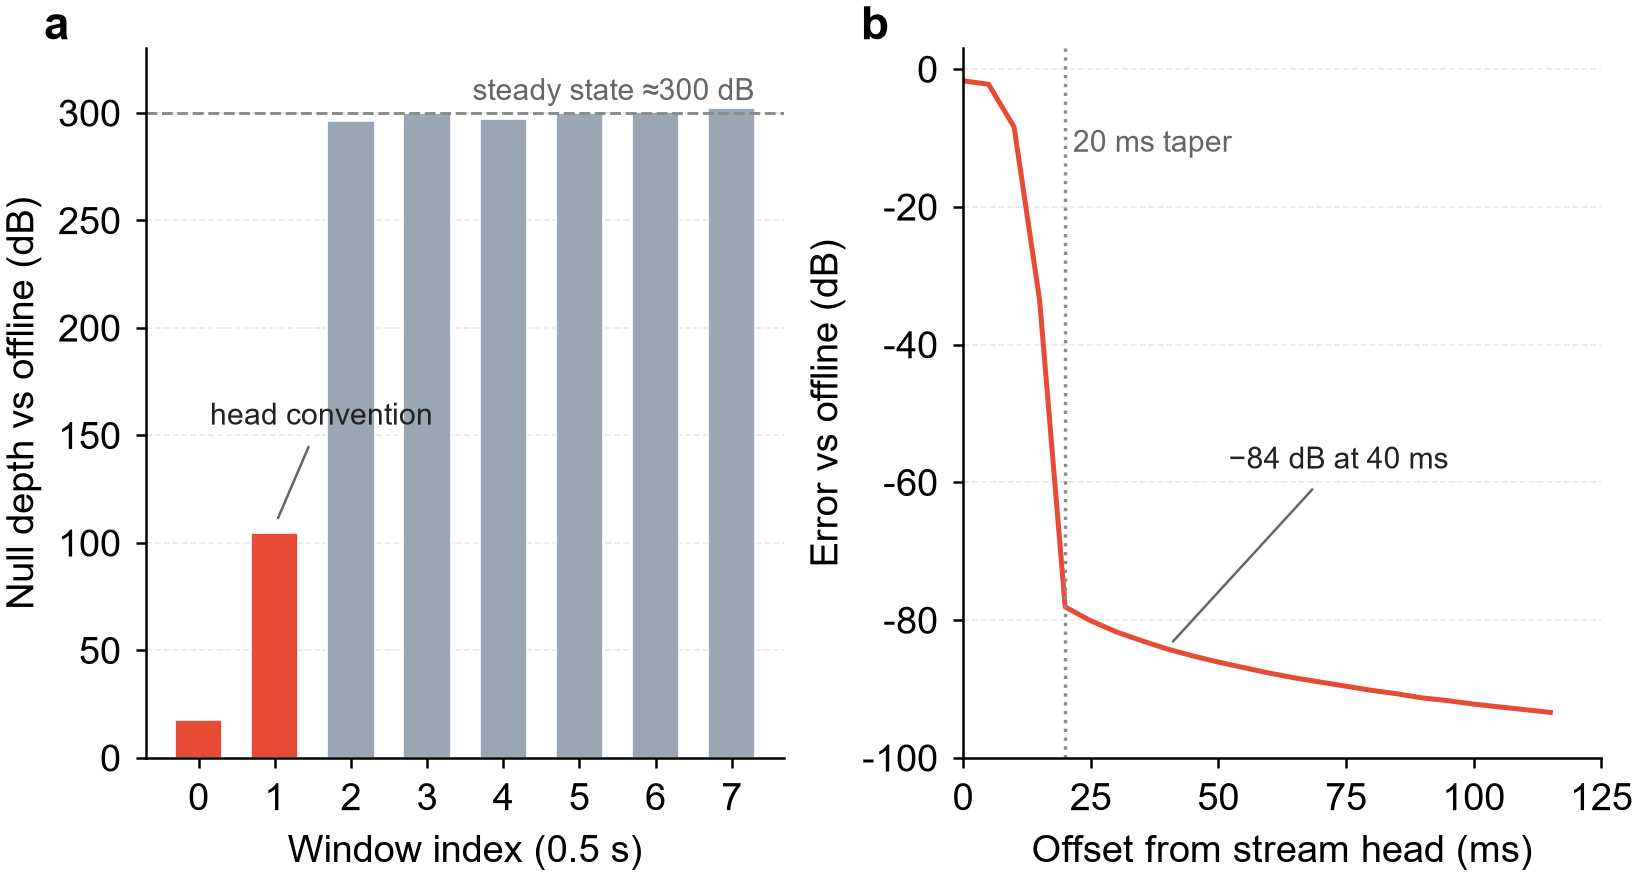 a
steady state ≈300 dB
head convention
300
250
200
150
100
50
0
0 1 2 3 4 5 6 7
Window index (0.5 s)
Null depth vs offline (dB)
b
20 ms taper
−84 dB at 40 ms
0
-20
-40
-60
-80
-100
0 25 50 75 100 125
Offset from stream head (ms)
Error vs offline (dB)